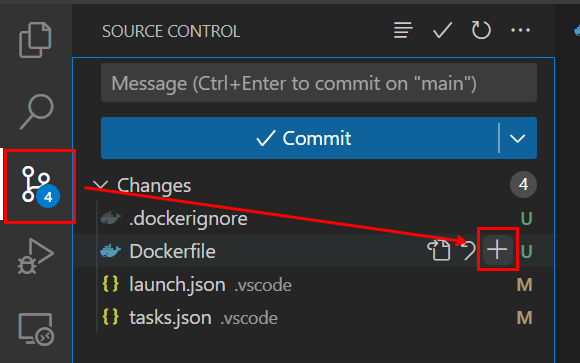 SOURCE CONTROL
Message (Ctrl+Enter to commit on "main")
Commit
4
Changes 4
.dockerignore U
Dockerfile U
launch.json .vscode M
tasks.json .vscode M